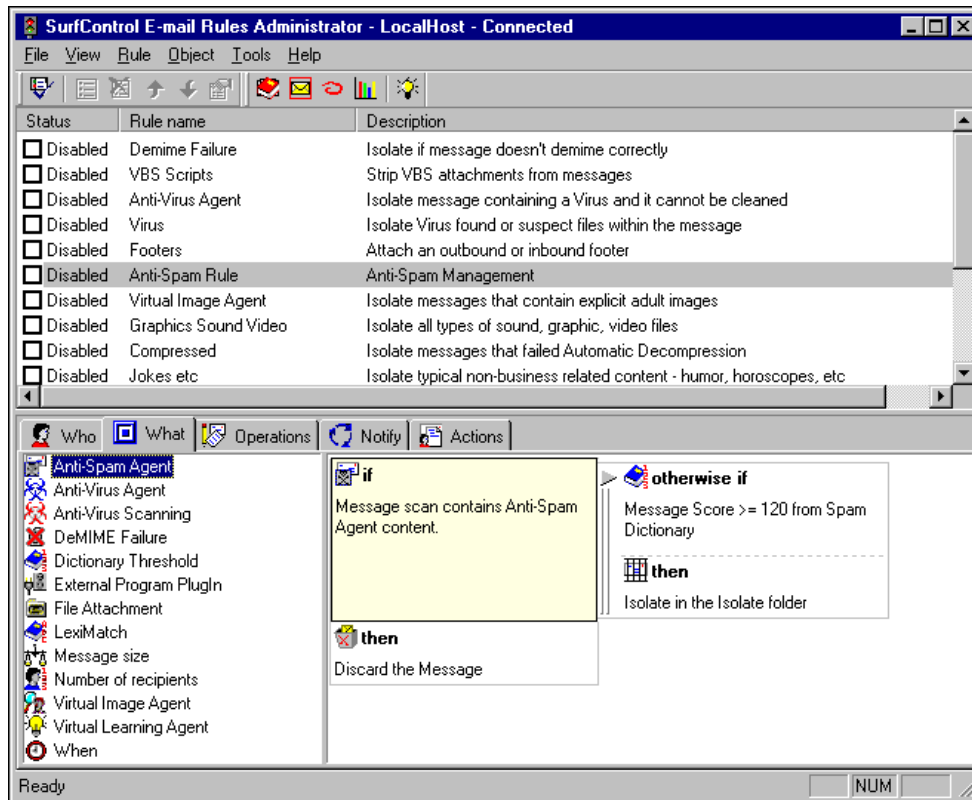 SurfControl E-mail Rules Administrator - LocalHost - Connected
File View Rule Object Tools Help
Status Rule name Description
Disabled Demime Failure Isolate if message doesn't demime correctly
Disabled VBS Scripts Strip VBS attachments from messages
Disabled Anti-Virus Agent Isolate message containing a Virus and it cannot be cleaned
Disabled Virus Isolate Virus found or suspect files within the message
Disabled Footers Attach an outbound or inbound footer
Disabled Anti-Spam Rule Anti-Spam Management
Disabled Virtual Image Agent Isolate messages that contain explicit adult images
Disabled Graphics Sound Video Isolate all types of sound, graphic, video files
Disabled Compressed Isolate messages that failed Automatic Decompression
Disabled Jokes etc Isolate typical non-business related content - humor, horoscopes, etc
Who What Operations Notify Actions
Anti-Spam Agent
Anti-Virus Agent
Anti-Virus Scanning
DeMIME Failure
Dictionary Threshold
External Program PlugIn
File Attachment
LexiMatch
Message size
Number of recipients
Virtual Image Agent
Virtual Learning Agent
When
if
Message scan contains Anti-Spam
Agent content.
then
Discard the Message
otherwise if
Message Score >= 120 from Spam
Dictionary
then
Isolate in the Isolate folder
Ready NUM